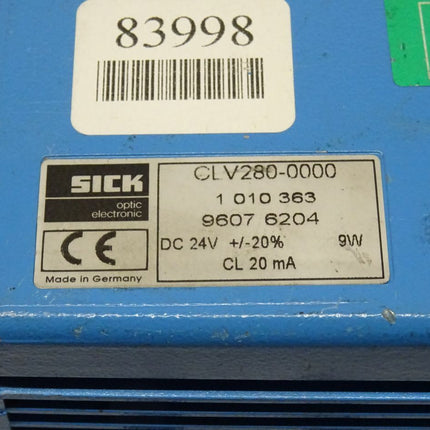 83998
SICK
optic
electronic
CE
Made in Germany
CLV280-0000
1 010 363
9607 6204
DC 24V +/-20% 9W
CL 20 mA